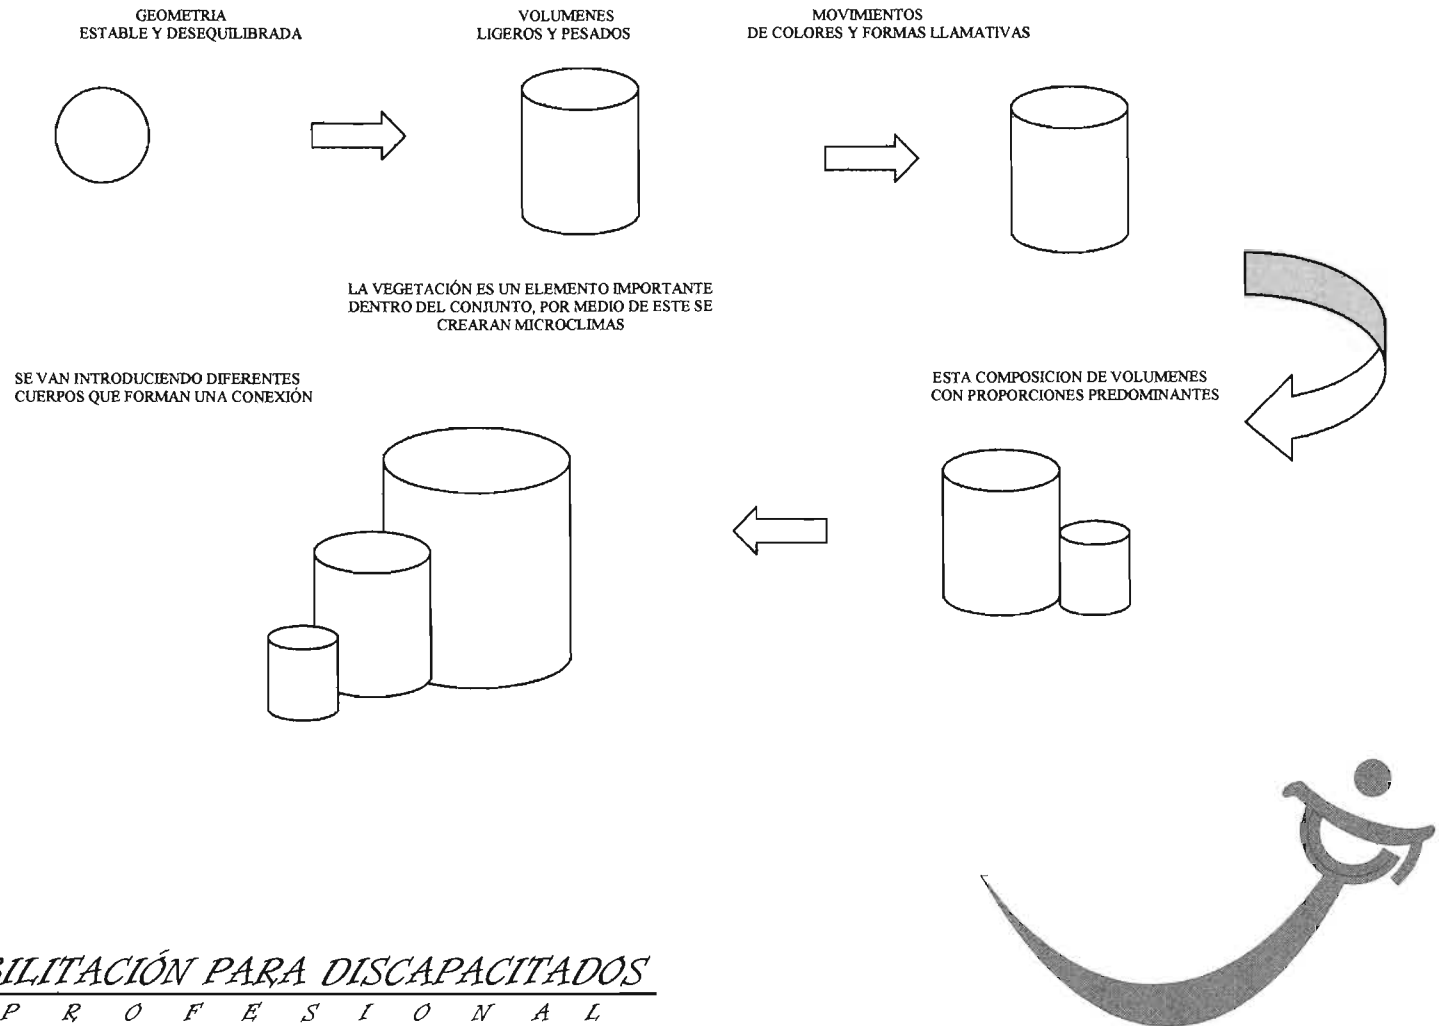 GEOMETRIA
ESTABLE Y DESEQUILIBRADA
VOLUMENES
LIGEROS Y PESADOS
MOVIMIENTOS
DE COLORES Y FORMAS LLAMATIVAS
LA VEGETACIÓN ES UN ELEMENTO IMPORTANTE
DENTRO DEL CONJUNTO, POR MEDIO DE ESTE SE
CREARAN MICROCLIMAS
SE VAN INTRODUCIENDO DIFERENTES
CUERPOS QUE FORMAN UNA CONEXIÓN
ESTA COMPOSICION DE VOLUMENES
CON PROPORCIONES PREDOMINANTES
BILITACIÓN PARA DISCAPACITADOS
P R O F E S I O N A L